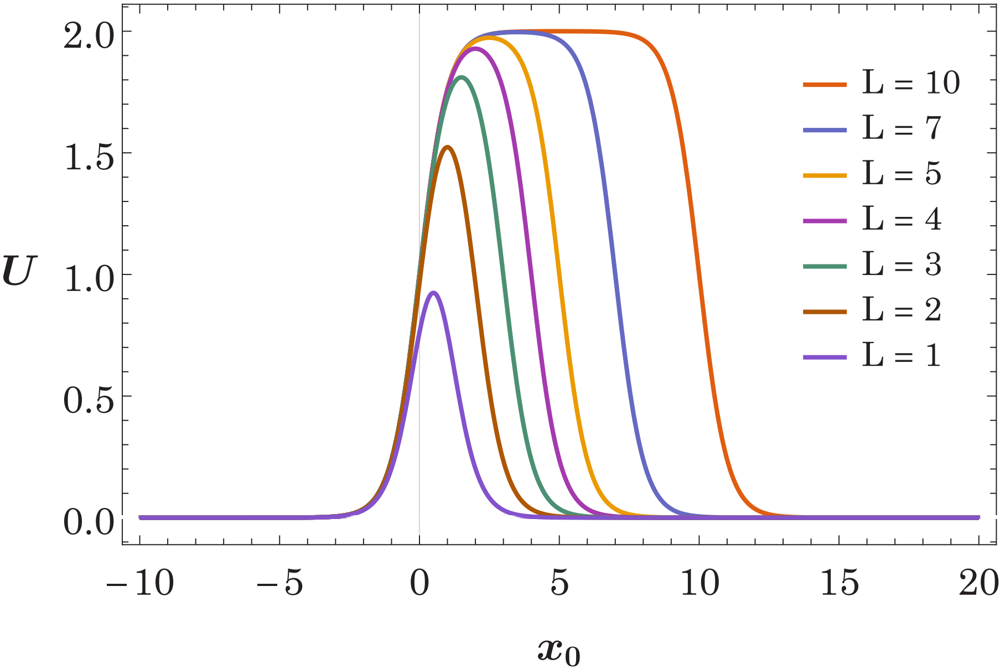 2.0
1.5
1.0
0.5
0.0
U
−10 −5 0 5 10 15 20
x₀
L = 10
L = 7
L = 5
L = 4
L = 3
L = 2
L = 1